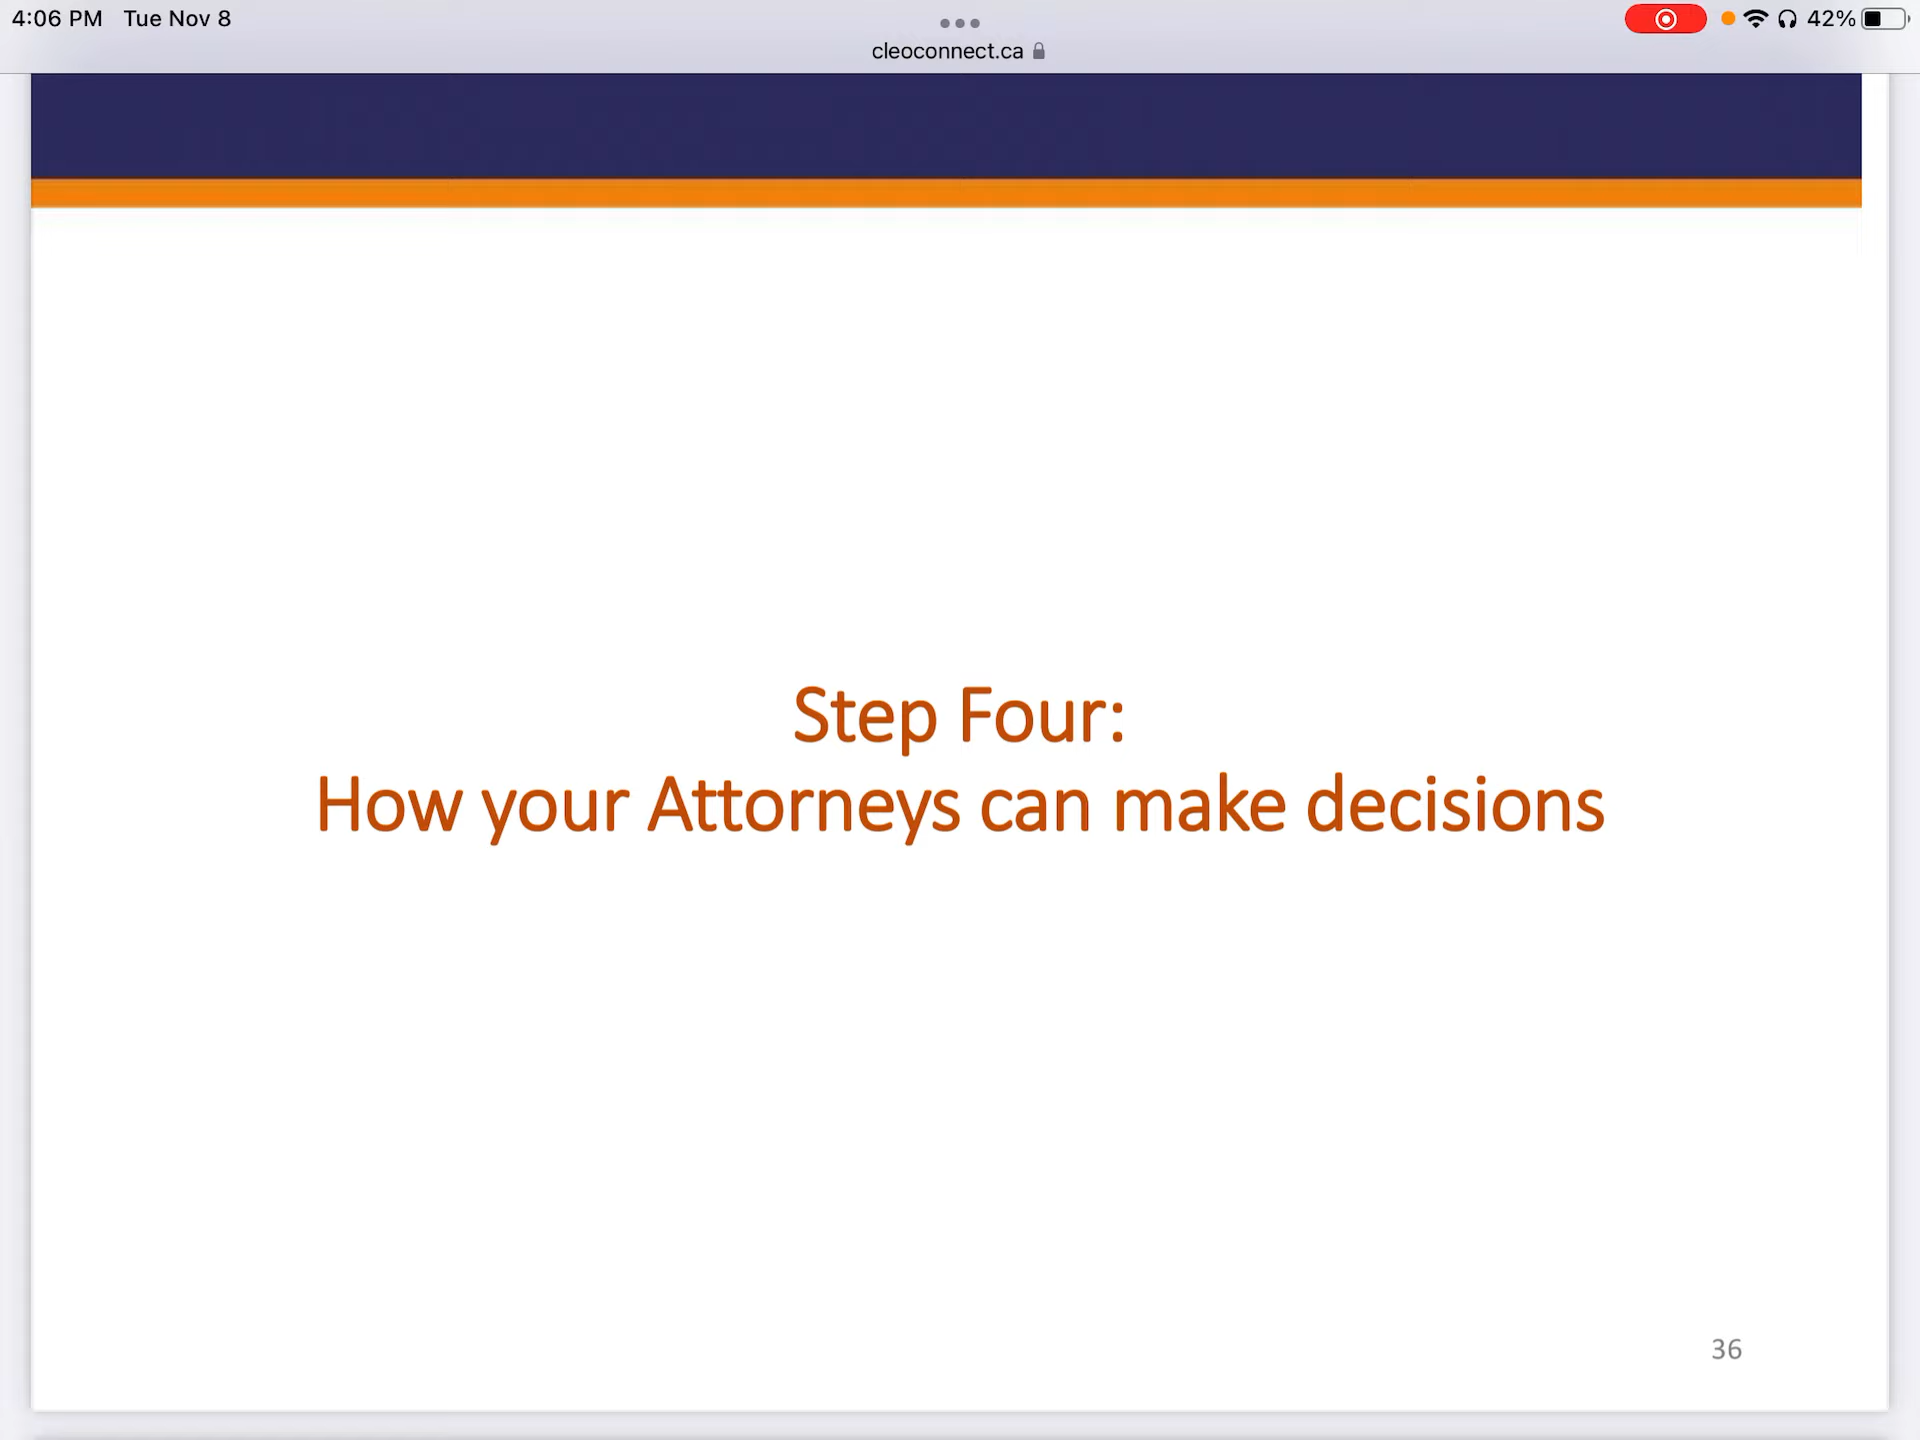 4:06 PM Tue Nov 8
42%
cleoconnect.ca
Step Four:
How your Attorneys can make decisions
36